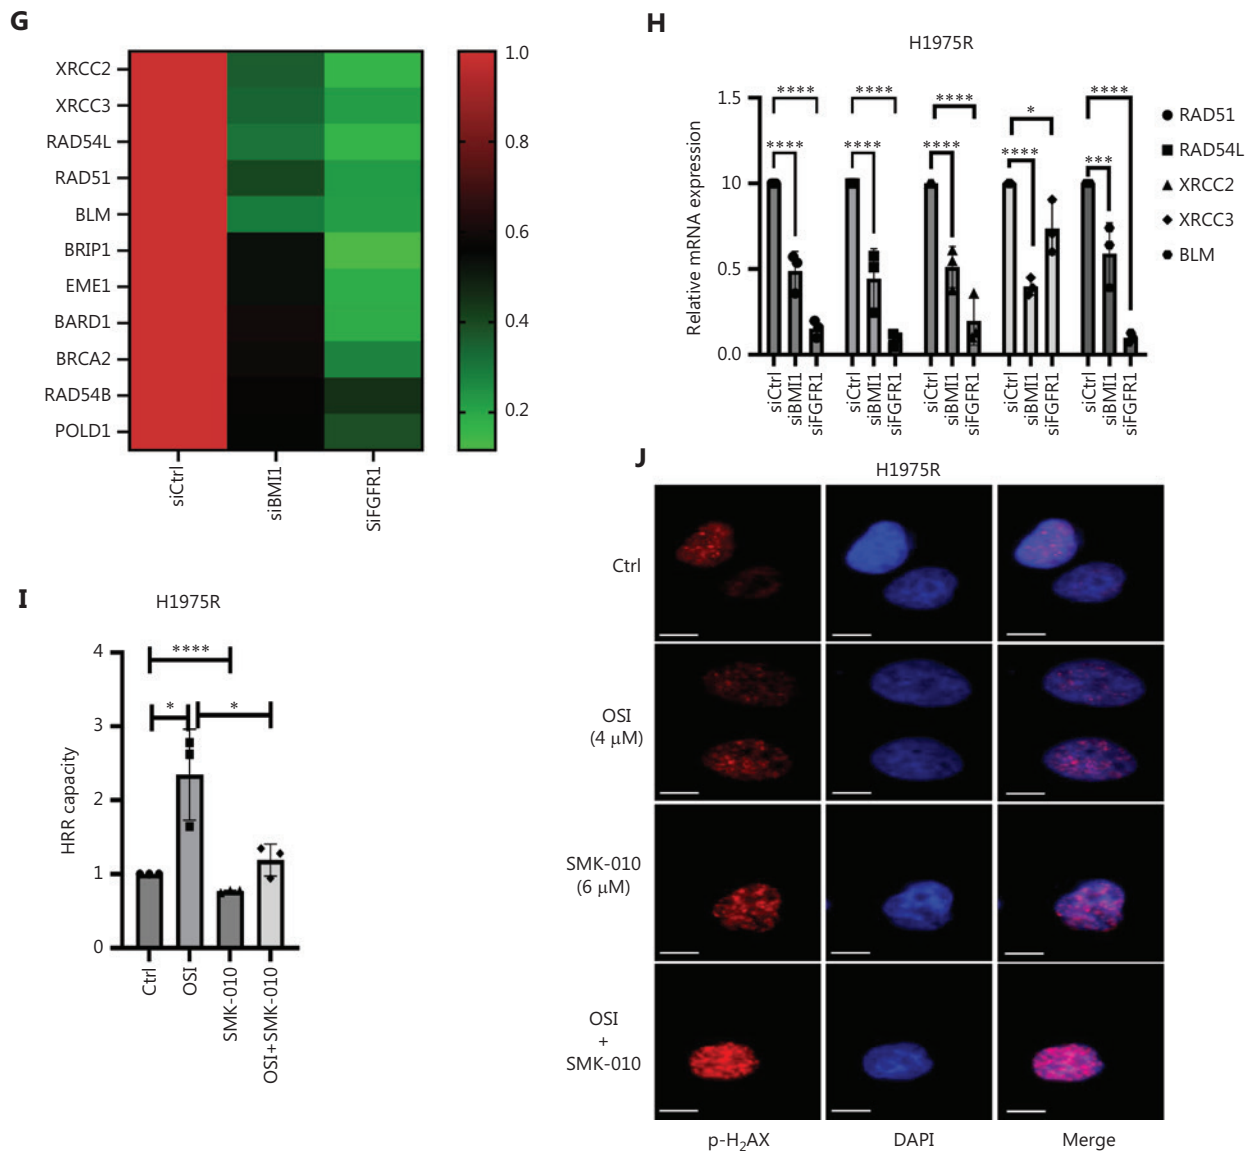 G
XRCC2
XRCC3
RAD54L
RAD51
BLM
BRIP1
EME1
BARD1
BRCA2
RAD54B
POLD1
siCtrl
siBMI1
SiFGFR1
1.0
0.8
0.6
0.4
0.2
H
H1975R
Relative mRNA expression
1.5
10
0.5
0.0
**** **** **** * ****
**** **** **** **** ***
siCtrl
siBMI1
siFGFR1
siCtrl
siBMI1
siFGFR1
siCtrl
siBMI1
siFGFR1
siCtrl
siBMI1
siFGFR1
siCtrl
siBMI1
siFGFR1
RAD51
RAD54L
XRCC2
XRCC3
BLM
I
H1975R
HRR capacity
4
3
2
1
0
****
* *
Ctrl
OSI
SMK-010
OSI+SMK-010
J
H1975R
Ctrl
OSI
(4 μM)
SMK-010
(6 μM)
OSI
+
SMK-010
p-H₂AX DAPI Merge